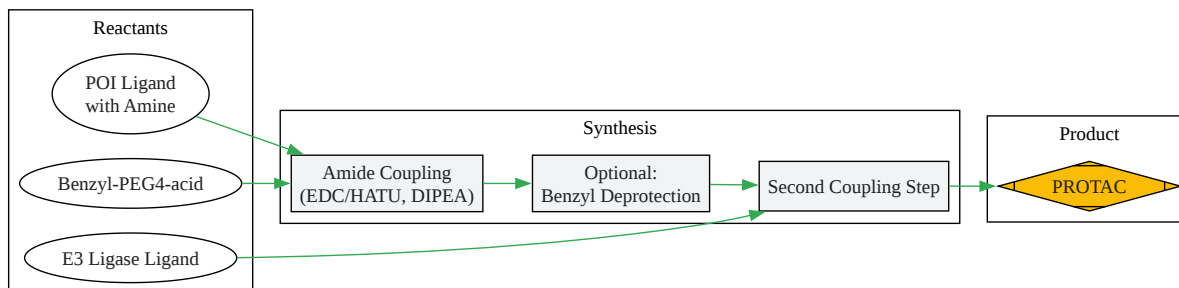 Reactants
POI Ligand
with Amine
Benzyl-PEG4-acid
E3 Ligase Ligand
Synthesis
Amide Coupling
(EDC/HATU, DIPEA)
Optional:
Benzyl Deprotection
Second Coupling Step
Product
PROTAC